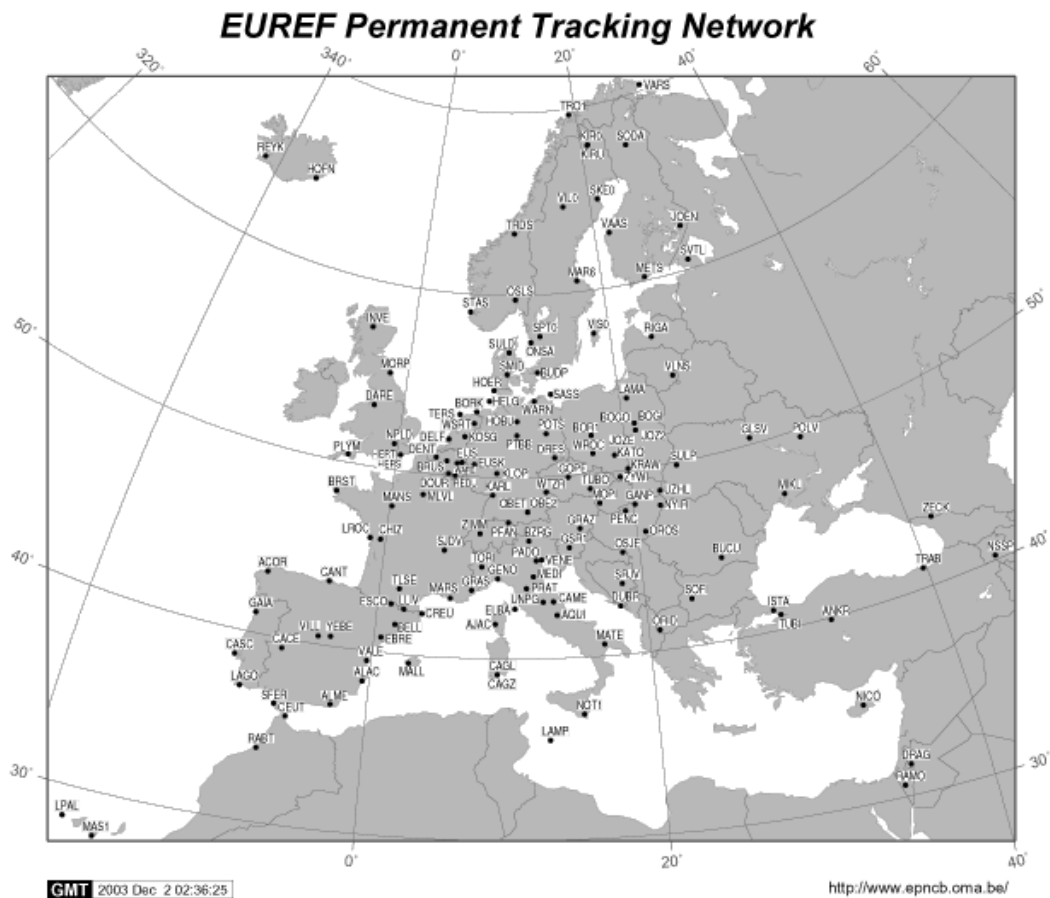 EUREF Permanent Tracking Network
320° 340° 0° 20° 40° 60°
VARS
TRO1
KIR0 SODA
KIRU
REYK
HOFN
SKE0
VIL0
VAAS JOEN
TRDS
SVTL
MAR6 METS
OSLS
STAS
50°
INVE
SPT0 VIS0 RIGA
SULD ONSA
50°
MORP
SMID BUDP VLNS
HOER
DARE
HELG SASS LAMA
BORK WARN
TERS HOBU BOGO BOGI
WSRT POTS BOR1 JOZE JOZ2 GLSV POLV
NPLD DELF KOSG PTBB
PLYM HERT DENT DRES WROC KATO SULP
HERS BRUS EUSK KLOP GOPE KRAW
BRST DOUR REDU WTZR TUBO ZYWI MIKL
MANS MLVL KARL MOPI GANP UZHL
OBET OBE2 PENC NYIR ZECK
LROC CHIZ ZIMM PFAN GRAZ OROS
SJDV BZRG GSR1 OSJE BUCU NSSP
40°
PADO VENE
TORI
TRAB
40°
ACOR CANT GENO MEDI
TLSE MARS GRAS PRAT SOFI
ESCO LLIV CREU LNPG CAME DUBR ISTA
GAIA ELBA AQUI TUBI ANKR
VILL YEBE BELL AJAC ORID
CASC CACE EBRE MATE
VALE
LAGO ALAC MALL CAGL
CAGZ
SFER ALME NOT1 NICO
CEUT
RABT LAMP
30°
DRAG
30°
RAMO
LPAL
MAS1
0° 20° 40°
GMT 2003 Dec 2 02:36:25 http://www.epncb.oma.be/